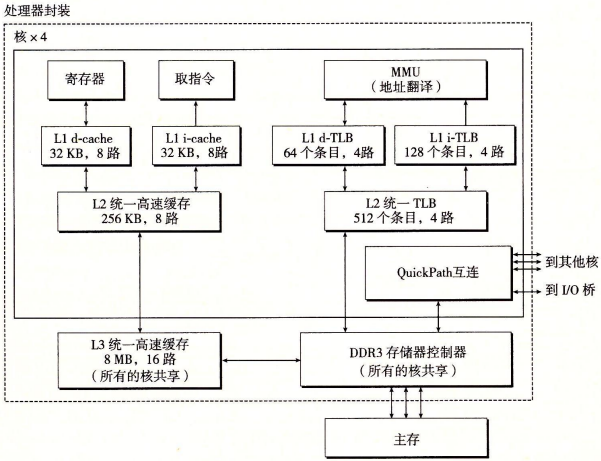 处理器封装
核×4
寄存器
取指令
MMU
（地址翻译）
L1 d-cache
32 KB，8 路
L1 i-cache
32 KB，8路
L1 d-TLB
64 个条目，4路
L1 i-TLB
128 个条目，4 路
L2 统一高速缓存
256 KB，8 路
L2 统一 TLB
512 个条目，4 路
QuickPath互连
到其他核
到 I/O 桥
L3 统一高速缓存
8 MB，16 路
（所有的核共享）
DDR3 存储器控制器
（所有的核共享）
主存